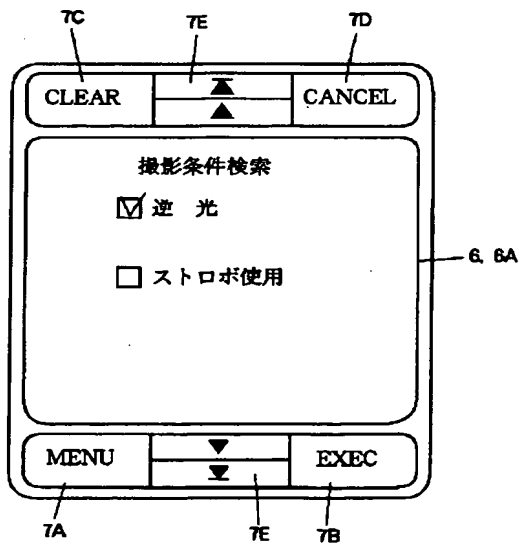 7C 7E 7D
CLEAR CANCEL
撮影条件検索
逆 光
6, 6A
ストロボ使用
MENU EXEC
7A 7E 7B